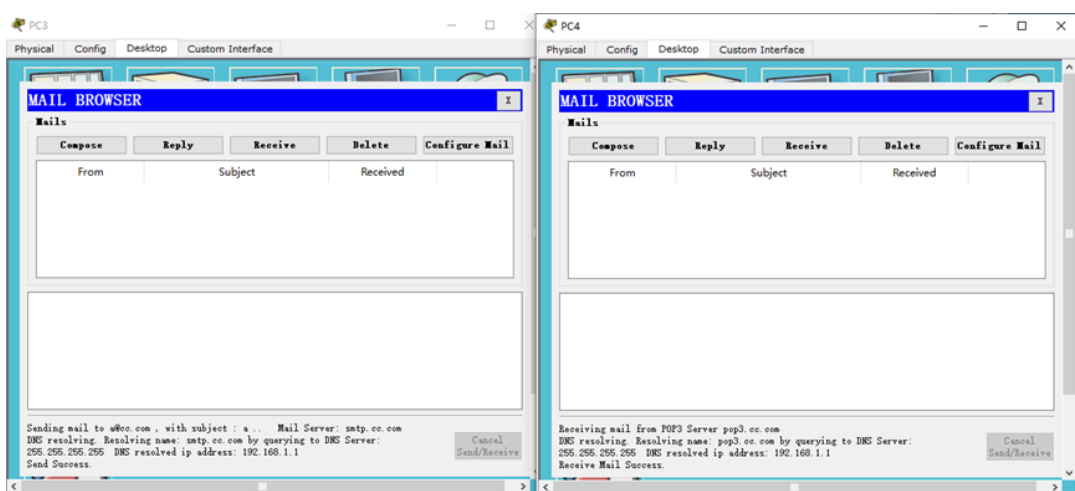 PC3
Physical Config Desktop Custom Interface
MAIL BROWSER
X
Mails
Compose Reply Receive Delete Configure Mail
From Subject Received
Sending mail to a@cc.com , with subject : a .. Mail Server: smtp.cc.com
DNS resolving. Resolving name: smtp.cc.com by querying to DNS Server:
255.255.255.255 DNS resolved ip address: 192.168.1.1
Send Success.
Cancel
Send/Receive
PC4
Physical Config Desktop Custom Interface
MAIL BROWSER
X
Mails
Compose Reply Receive Delete Configure Mail
From Subject Received
Receiving mail from POP3 Server pop3.cc.com
DNS resolving. Resolving name: pop3.cc.com by querying to DNS Server:
255.255.255.255 DNS resolved ip address: 192.168.1.1
Receive Mail Success.
Cancel
Send/Receive